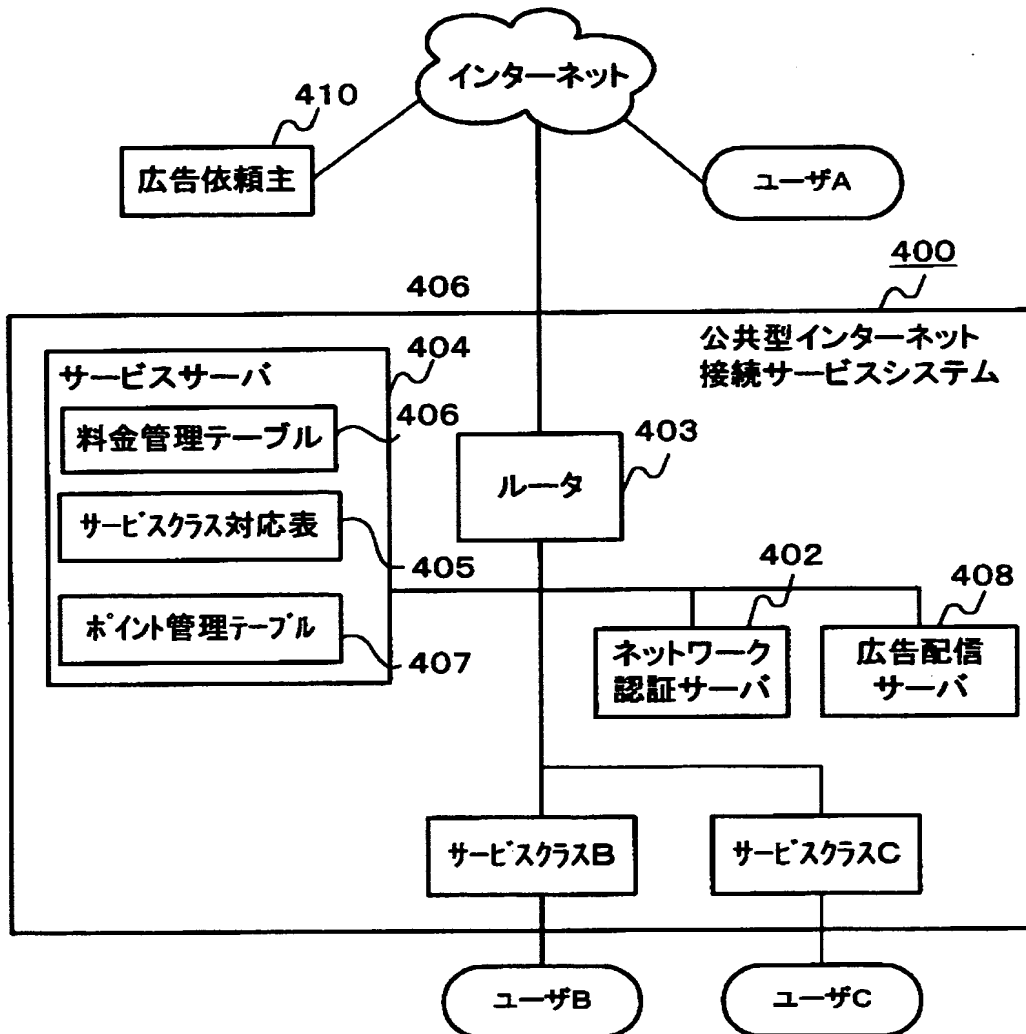 インターネット
410
広告依頼主
ユーザA
400
406
公共型インターネット
接続サービスシステム
サービスサーバ
404
料金管理テーブル
406
ルータ
403
サービスクラス対応表
405
402
408
ポイント管理テーブル
407
ネットワーク
認証サーバ
広告配信
サーバ
サービスクラスB
サービスクラスC
ユーザB
ユーザC